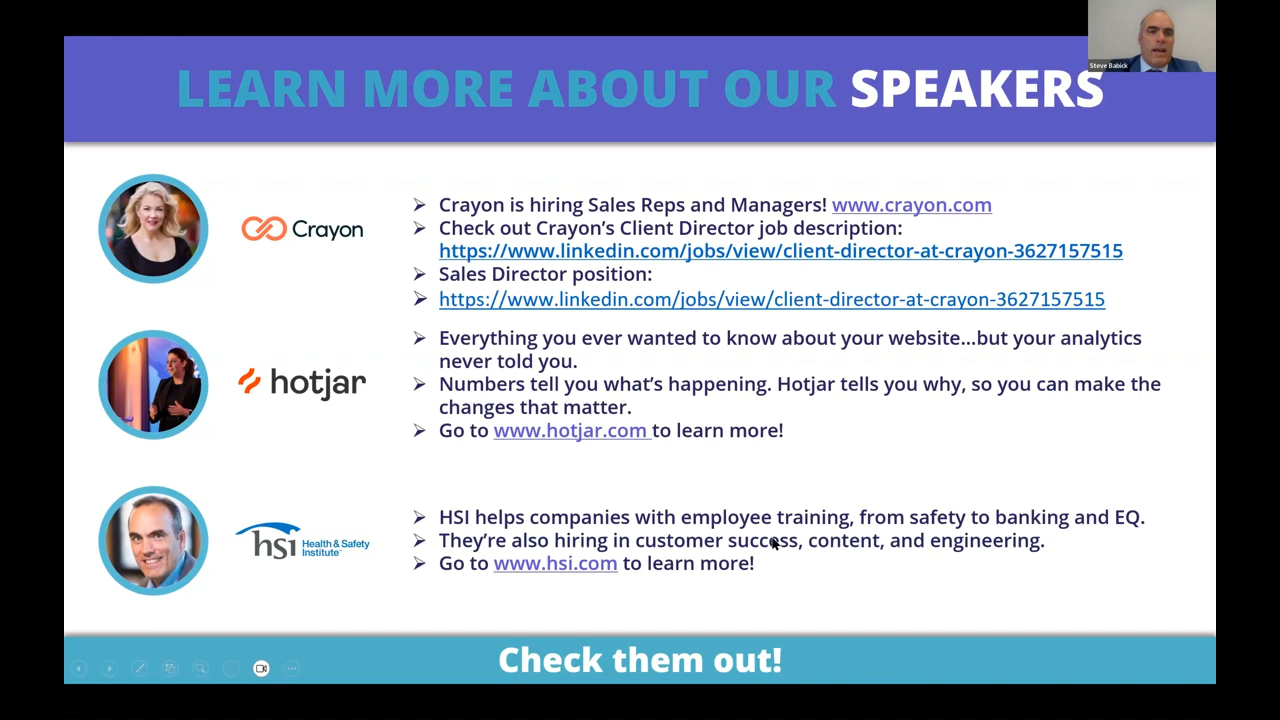 Steve Babick
LEARN MORE ABOUT OUR SPEAKERS
Crayon
➢ Crayon is hiring Sales Reps and Managers! www.crayon.com
➢ Check out Crayon’s Client Director job description:
https://www.linkedin.com/jobs/view/client-director-at-crayon-3627157515
➢ Sales Director position:
➢ https://www.linkedin.com/jobs/view/client-director-at-crayon-3627157515
hotjar
➢ Everything you ever wanted to know about your website...but your analytics
never told you.
➢ Numbers tell you what’s happening. Hotjar tells you why, so you can make the
changes that matter.
➢ Go to www.hotjar.com to learn more!
hsi Health & Safety
Institute™
➢ HSI helps companies with employee training, from safety to banking and EQ.
➢ They’re also hiring in customer success, content, and engineering.
➢ Go to www.hsi.com to learn more!
Check them out!